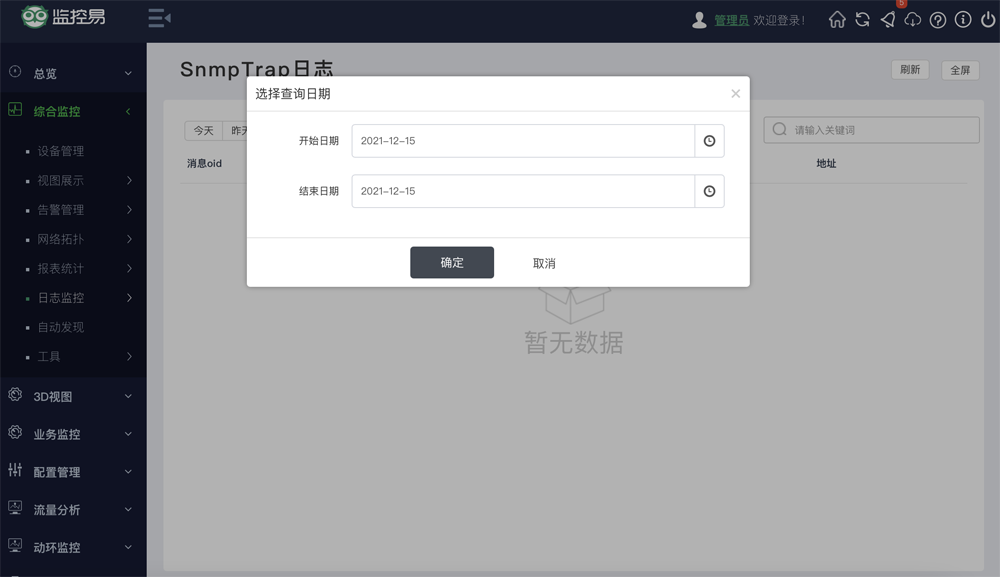 监控易
管理员 欢迎登录！
5
总览
综合监控
设备管理
视图展示
告警管理
网络拓扑
报表统计
日志监控
自动发现
工具
3D视图
业务监控
配置管理
流量分析
动环监控
SnmpTrap日志
刷新
全屏
今天
昨天
请输入关键词
消息oid
地址
选择查询日期
×
开始日期
2021-12-15
结束日期
2021-12-15
确定
取消
暂无数据